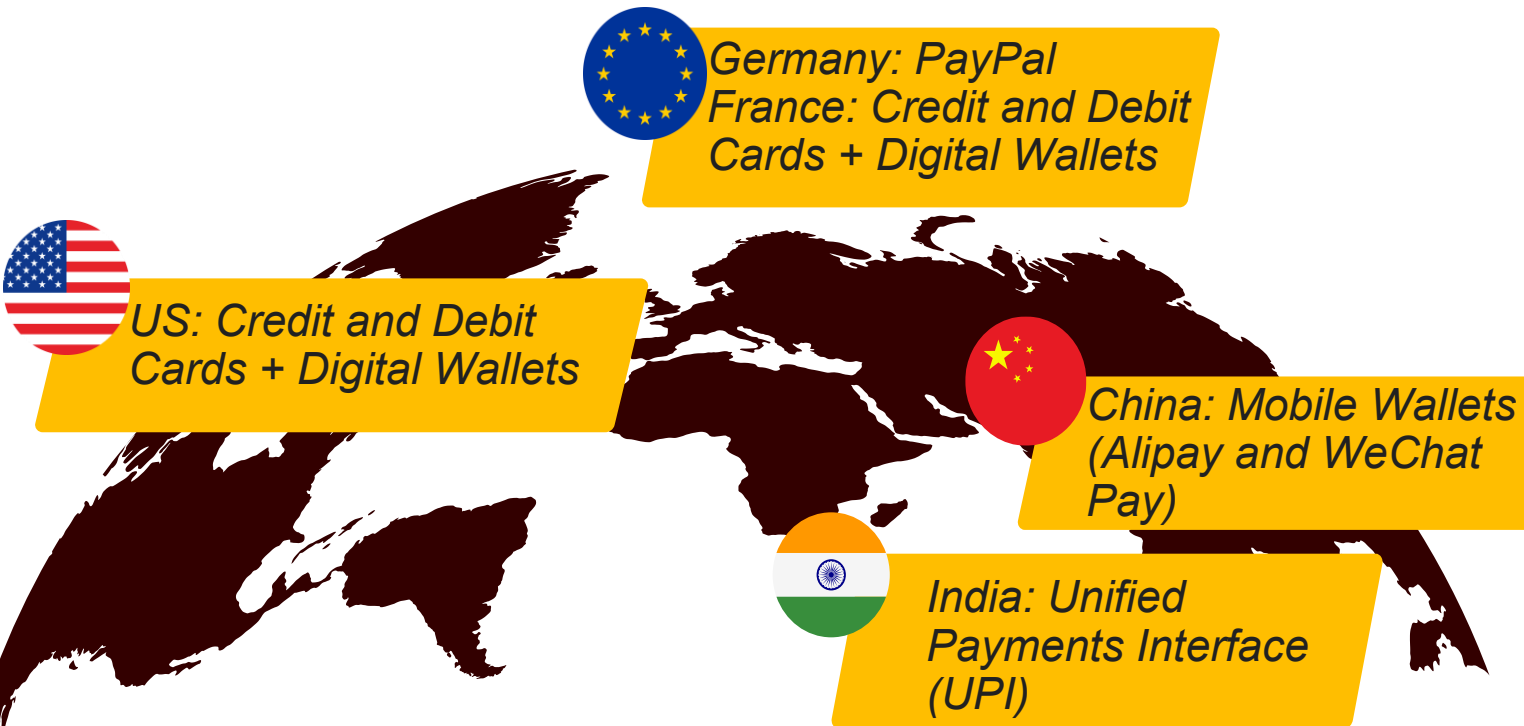 Germany: PayPal
France: Credit and Debit
Cards + Digital Wallets
US: Credit and Debit
Cards + Digital Wallets
China: Mobile Wallets
(Alipay and WeChat
Pay)
India: Unified
Payments Interface
(UPI)